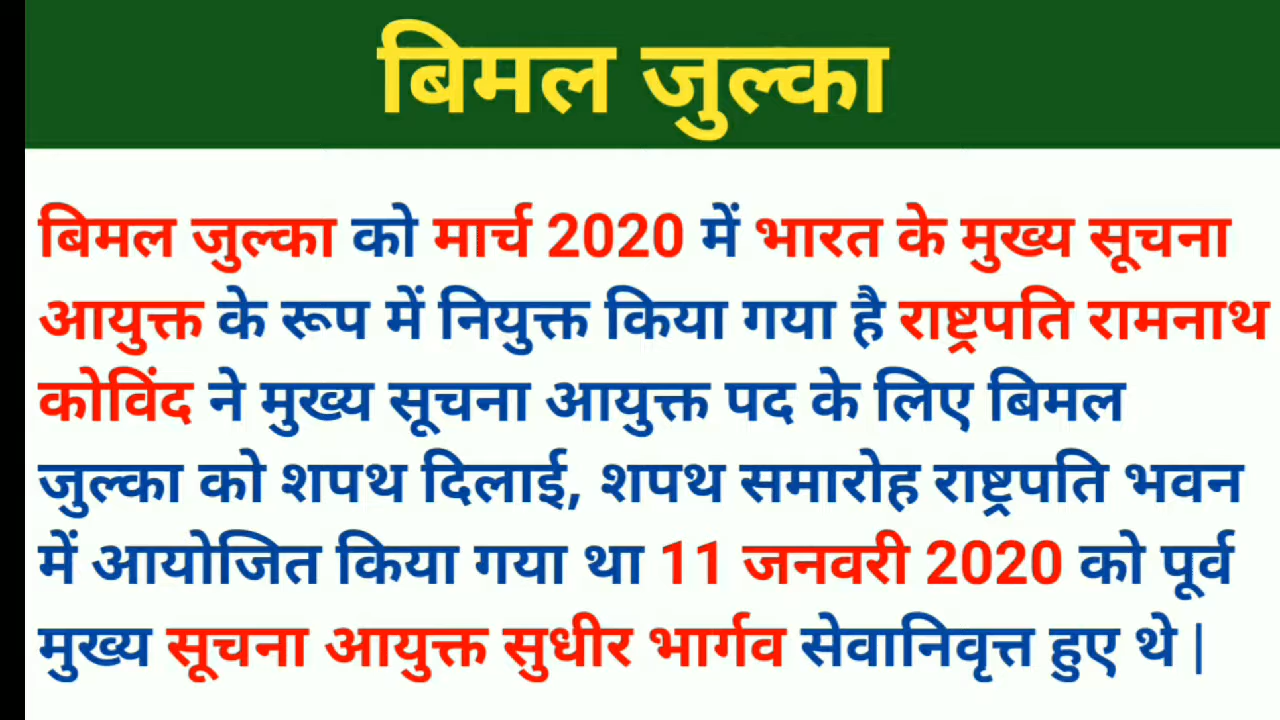 बिमल जुल्का
बिमल जुल्का को मार्च 2020 में भारत के मुख्य सूचना
आयुक्त के रूप में नियुक्त किया गया है राष्ट्रपति रामनाथ
कोविंद ने मुख्य सूचना आयुक्त पद के लिए बिमल
जुल्का को शपथ दिलाई, शपथ समारोह राष्ट्रपति भवन
में आयोजित किया गया था 11 जनवरी 2020 को पूर्व
मुख्य सूचना आयुक्त सुधीर भार्गव सेवानिवृत्त हुए थे |